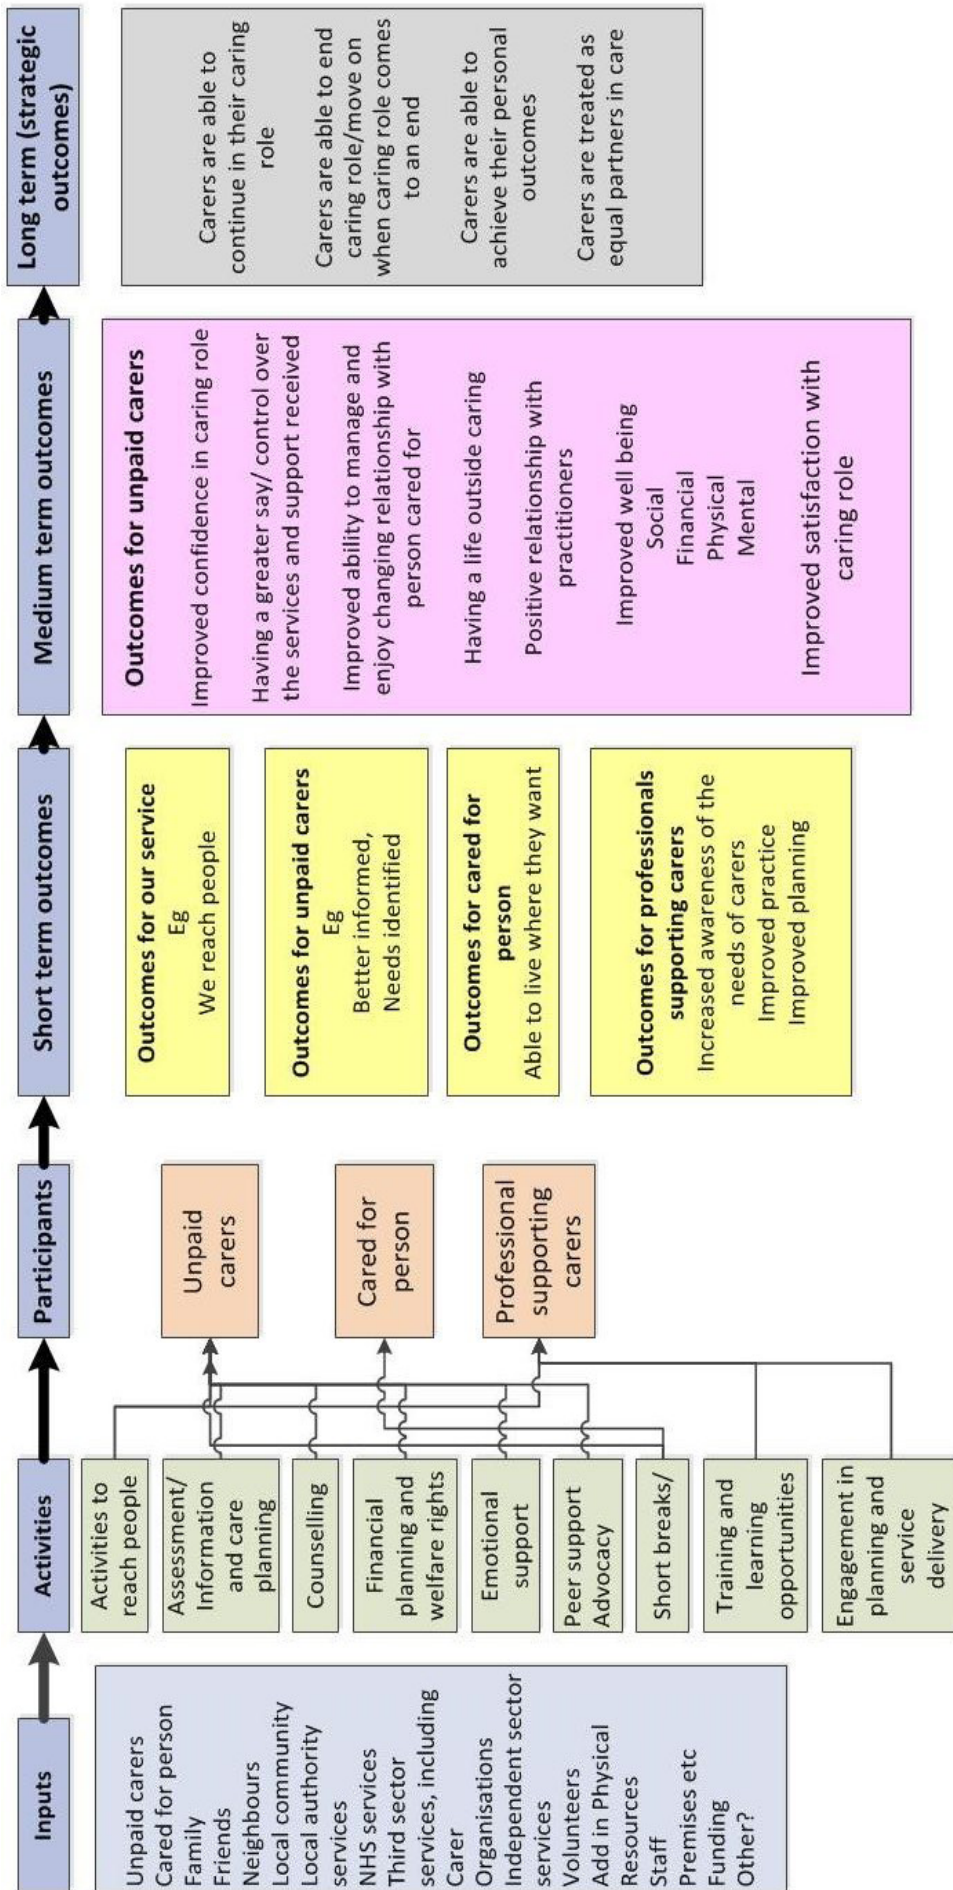 Inputs
Unpaid carers
Cared for person
Family
Friends
Neighbours
Local community
Local authority
services
NHS services
Third sector
services, including
Carer
Organisations
Independent sector
services
Volunteers
Add in Physical
Resources
Staff
Premises etc
Funding
Other?
Activities
Activities to
reach people
Assessment/
Information
and care
planning
Counselling
Financial
planning and
welfare rights
Emotional
support
Peer support
Advocacy
Short breaks/
Training and
learning
opportunities
Engagement in
planning and
service
delivery
Participants
Unpaid
carers
Cared for
person
Professional
supporting
carers
Short term outcomes
Outcomes for our service
Eg
We reach people
Outcomes for unpaid carers
Eg
Better informed,
Needs identified
Outcomes for cared for
person
Able to live where they want
Outcomes for professionals
supporting carers
Increased awareness of the
needs of carers
Improved practice
Improved planning
Medium term outcomes
Outcomes for unpaid carers
Improved confidence in caring role
Having a greater say/ control over
the services and support received
Improved ability to manage and
enjoy changing relationship with
person cared for
Having a life outside caring
Positive relationship with
practitioners
Improved well being
Social
Financial
Physical
Mental
Improved satisfaction with
caring role
Long term (strategic
outcomes)
Carers are able to
continue in their caring
role
Carers are able to end
caring role/move on
when caring role comes
to an end
Carers are able to
achieve their personal
outcomes
Carers are treated as
equal partners in care